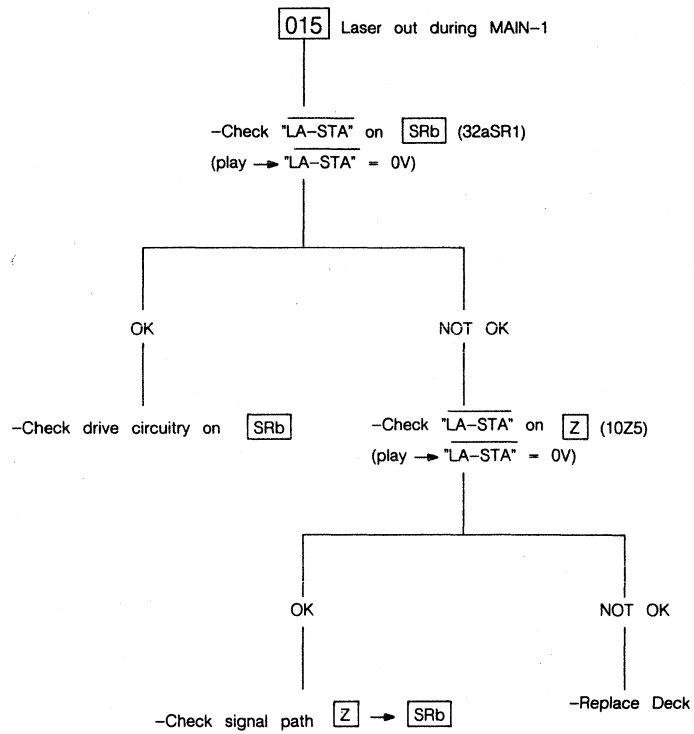 015 Laser out during MAIN-1
-Check "LA-STA" on SRb (32aSR1)
(play → "LA-STA" = 0V)
OK
NOT OK
-Check drive circuitry on SRb
-Check "LA-STA" on Z (10Z5)
(play → "LA-STA" = 0V)
OK
NOT OK
-Check signal path Z → SRb
-Replace Deck